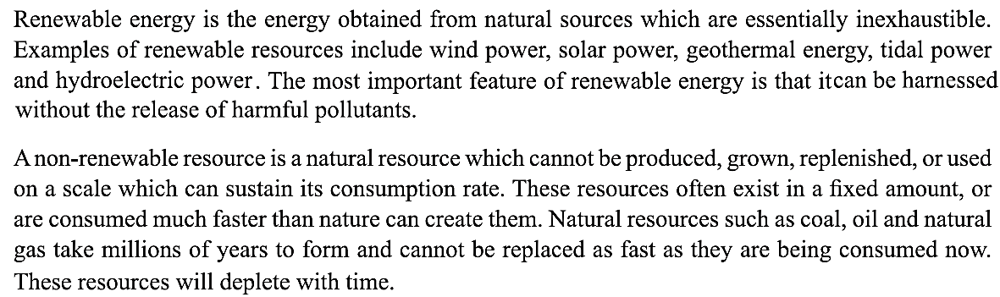 Renewable energy is the energy obtained from natural sources which are essentially inexhaustible.
Examples of renewable resources include wind power, solar power, geothermal energy, tidal power
and hydroelectric power. The most important feature of renewable energy is that itcan be harnessed
without the release of harmful pollutants.
A non-renewable resource is a natural resource which cannot be produced, grown, replenished, or used
on a scale which can sustain its consumption rate. These resources often exist in a fixed amount, or
are consumed much faster than nature can create them. Natural resources such as coal, oil and natural
gas take millions of years to form and cannot be replaced as fast as they are being consumed now.
These resources will deplete with time.